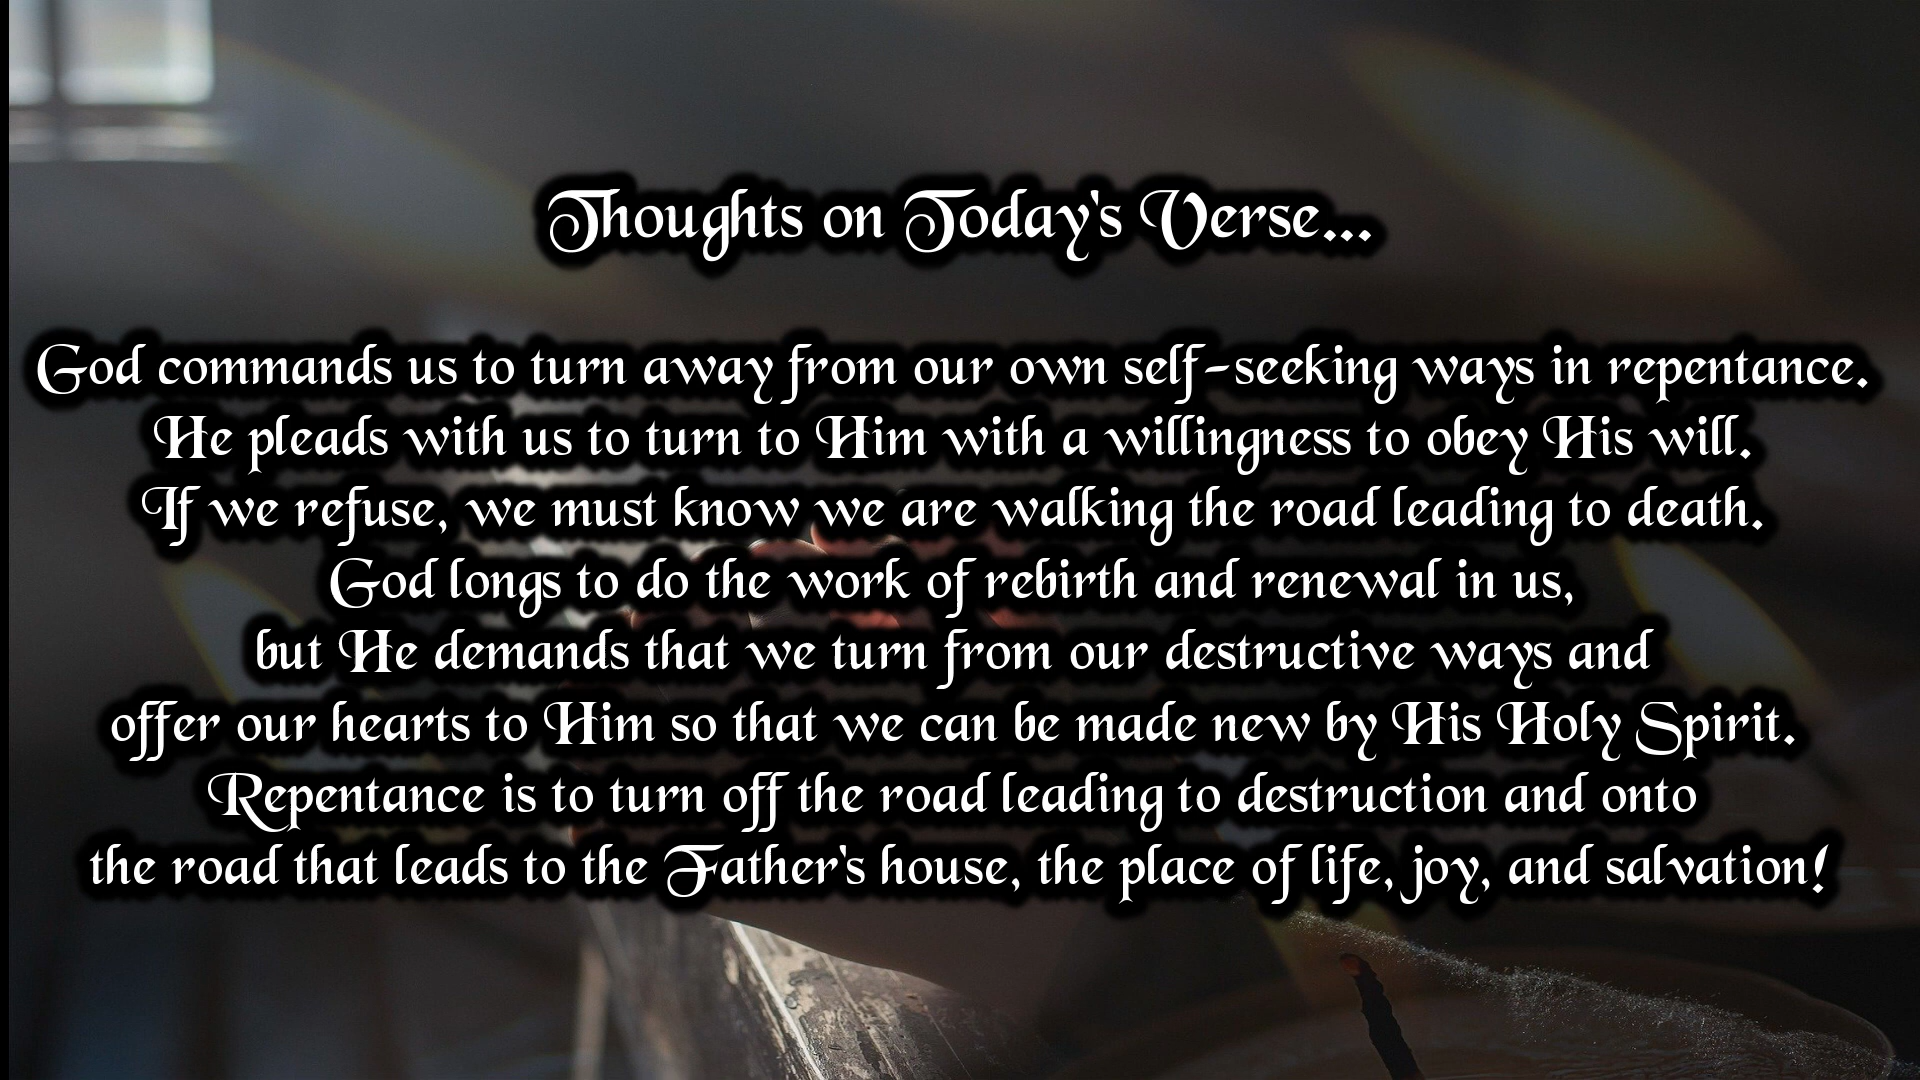 Thoughts on Today's Verse...
God commands us to turn away from our own self-seeking ways in repentance.
He pleads with us to turn to Him with a willingness to obey His will.
If we refuse, we must know we are walking the road leading to death.
God longs to do the work of rebirth and renewal in us,
but He demands that we turn from our destructive ways and
offer our hearts to Him so that we can be made new by His Holy Spirit.
Repentance is to turn off the road leading to destruction and onto
the road that leads to the Father's house, the place of life, joy, and salvation!